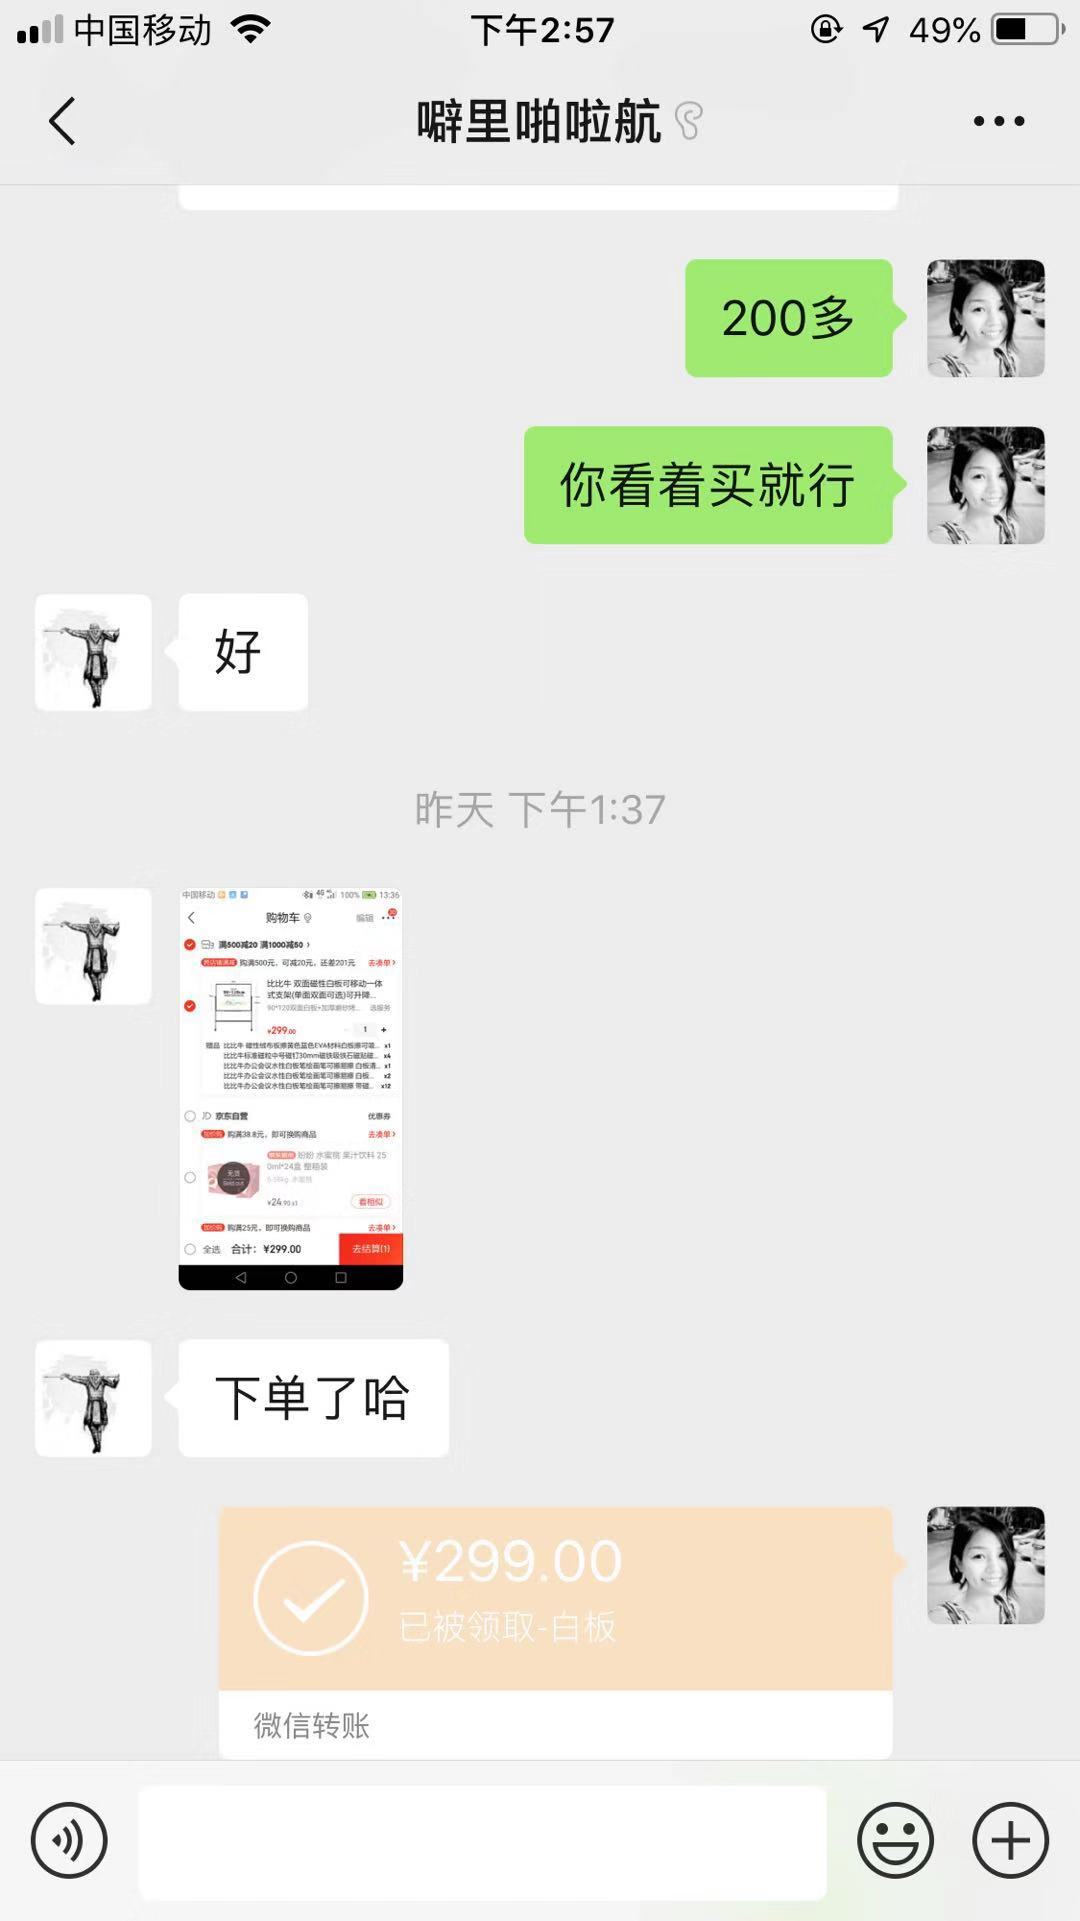 中国移动 下午2:57 49%
噼里啪啦航
200多
你看着买就行
好
昨天 下午1:37
中国移动 4G 100% 13:36
购物车 编辑
满500减20 满1000减50 ›
购满500元，可减20元，还差201元 去凑单 ›
比比牛 双面磁性白板可移动一体
式支架(单面双面可选)可升降...
90*120双面白板+加厚磨砂烤... 选服务
¥299.00 1 +
赠品 比比牛 磁性绒布板擦黄色蓝色EVA材料白板擦可吸... x1
比比牛标准磁粒中号磁钉30mm磁铁吸铁石磁贴磁... x4
比比牛办公会议水性白板笔绘画笔可擦易擦 白板清... x1
比比牛办公会议水性白板笔绘画笔可擦易擦 白板... x2
比比牛办公会议水性白板笔绘画笔可擦易擦 带磁... x12
JD 京东自营 优惠券
加价购 购满38.8元，即可换购商品 去凑单 ›
水蜜桃 果汁饮料 25
0ml*24盒 整箱装
无货
Sold out
¥24.90 x1 看相似
加价购 购满25元，即可换购商品 去凑单 ›
全选 合计：¥299.00 去结算(1)
下单了哈
¥299.00
已被领取-白板
微信转账